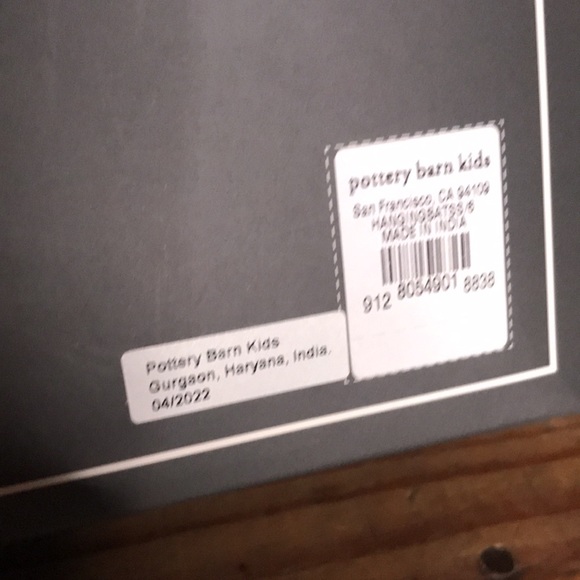 pottery barn kids
San Francisco, CA 94109
HANGINGBATSS/6
MADE IN INDIA
912 8054901 8838
Pottery Barn Kids
Gurgaon, Haryana, India.
04/2022